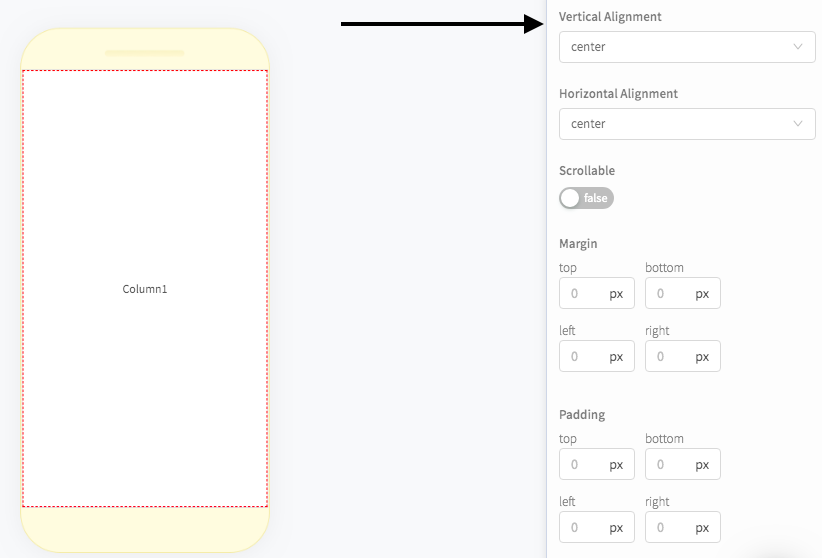 Column1
Vertical Alignment
center
Horizontal Alignment
center
Scrollable
false
Margin
top bottom
0 px 0 px
left right
0 px 0 px
Padding
top bottom
0 px 0 px
left right
0 px 0 px